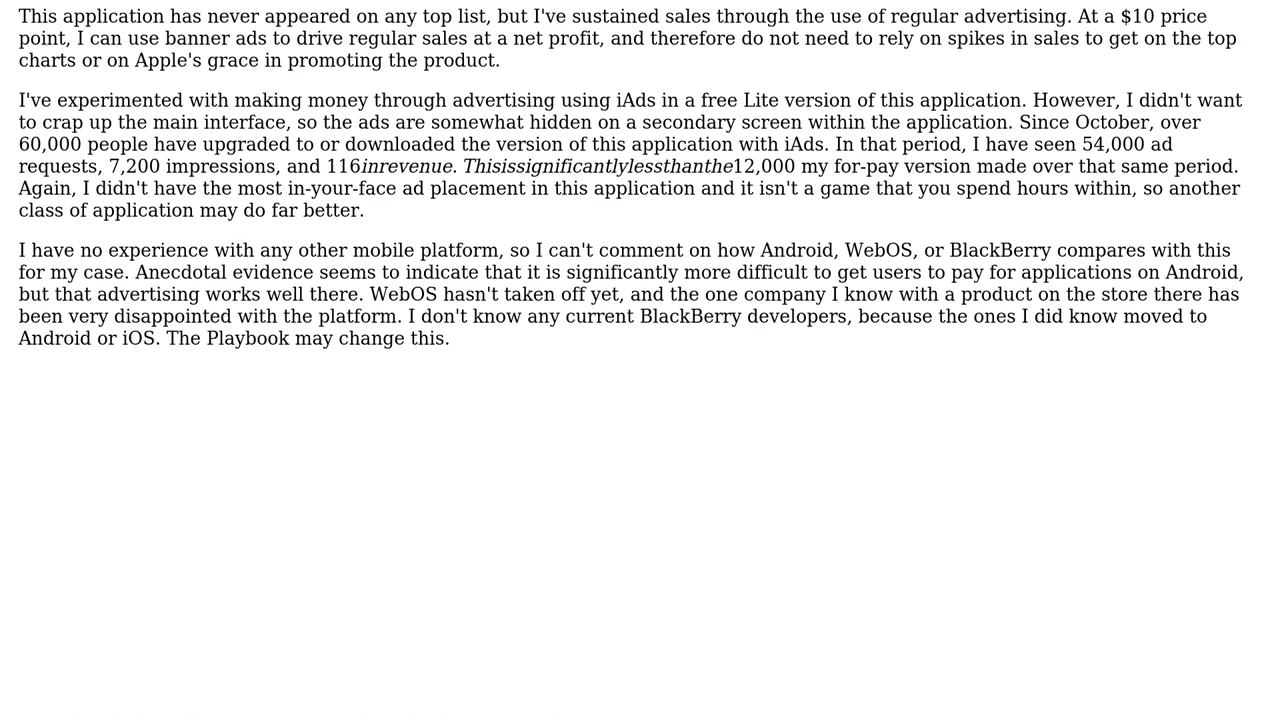 This application has never appeared on any top list, but I've sustained sales through the use of regular advertising. At a $10 price
point, I can use banner ads to drive regular sales at a net profit, and therefore do not need to rely on spikes in sales to get on the top
charts or on Apple's grace in promoting the product.
I've experimented with making money through advertising using iAds in a free Lite version of this application. However, I didn't want
to crap up the main interface, so the ads are somewhat hidden on a secondary screen within the application. Since October, over
60,000 people have upgraded to or downloaded the version of this application with iAds. In that period, I have seen 54,000 ad
requests, 7,200 impressions, and 116inrevenue.Thisissignificantlylessthanthe12,000 my for-pay version made over that same period.
Again, I didn't have the most in-your-face ad placement in this application and it isn't a game that you spend hours within, so another
class of application may do far better.
I have no experience with any other mobile platform, so I can't comment on how Android, WebOS, or BlackBerry compares with this
for my case. Anecdotal evidence seems to indicate that it is significantly more difficult to get users to pay for applications on Android,
but that advertising works well there. WebOS hasn't taken off yet, and the one company I know with a product on the store there has
been very disappointed with the platform. I don't know any current BlackBerry developers, because the ones I did know moved to
Android or iOS. The Playbook may change this.